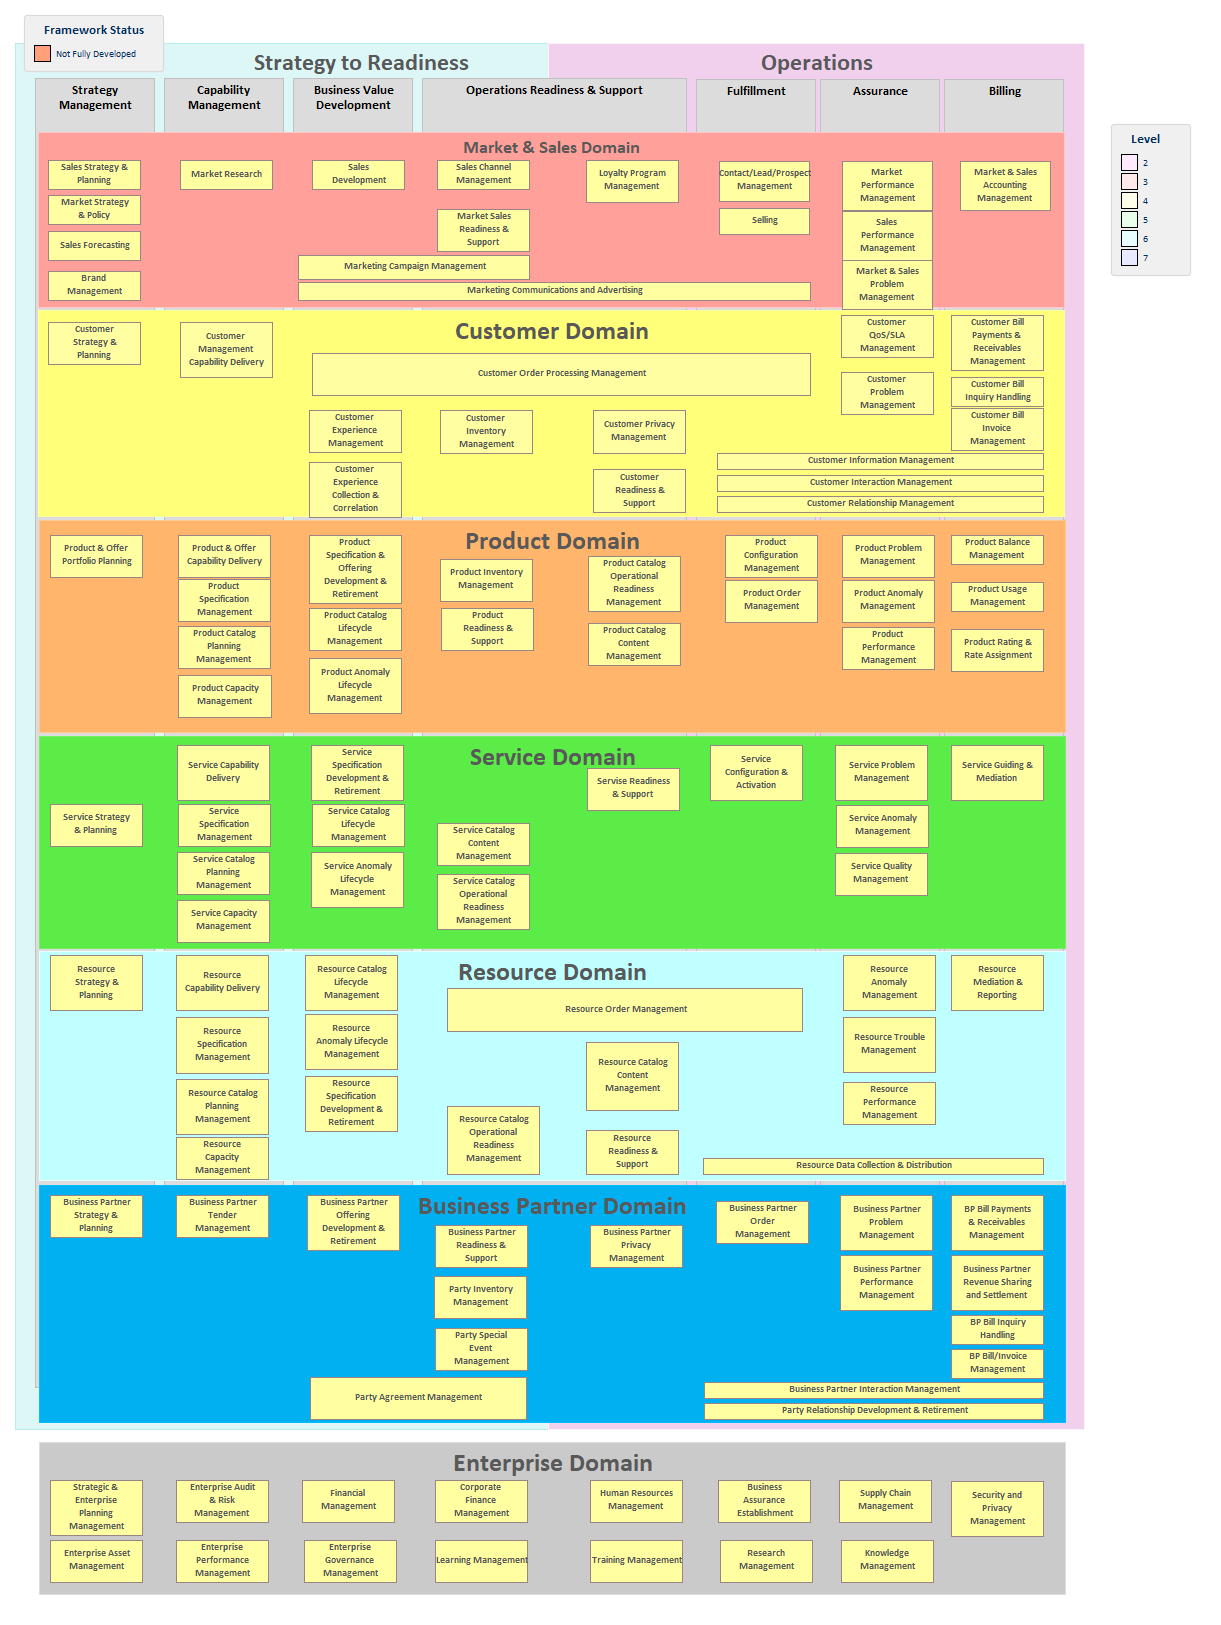 Framework Status
Not Fully Developed
Strategy to Readiness
Operations
Strategy
Management
Capability
Management
Business Value
Development
Operations Readiness & Support
Fulfillment
Assurance
Billing
Level
2
3
4
5
6
7
Market & Sales Domain
Sales Strategy &
Planning
Market Strategy
& Policy
Sales Forecasting
Brand
Management
Market Research
Sales
Development
Sales Channel
Management
Market Sales
Readiness &
Support
Loyalty Program
Management
Marketing Campaign Management
Marketing Communications and Advertising
Contact/Lead/Prospect
Management
Selling
Market
Performance
Management
Sales
Performance
Management
Market & Sales
Problem
Management
Market & Sales
Accounting
Management
Customer Domain
Customer
Strategy &
Planning
Customer
Management
Capability Delivery
Customer Order Processing Management
Customer
Experience
Management
Customer
Experience
Collection &
Correlation
Customer
Inventory
Management
Customer Privacy
Management
Customer
Readiness &
Support
Customer
QoS/SLA
Management
Customer
Problem
Management
Customer Bill
Payments &
Receivables
Management
Customer Bill
Inquiry Handling
Customer Bill
Invoice
Management
Customer Information Management
Customer Interaction Management
Customer Relationship Management
Product Domain
Product & Offer
Portfolio Planning
Product & Offer
Capability Delivery
Product
Specification
Management
Product Catalog
Planning
Management
Product Capacity
Management
Product
Specification &
Offering
Development &
Retirement
Product Catalog
Lifecycle
Management
Product Anomaly
Lifecycle
Management
Product Inventory
Management
Product
Readiness &
Support
Product Catalog
Operational
Readiness
Management
Product Catalog
Content
Management
Product
Configuration
Management
Product Order
Management
Product Problem
Management
Product Anomaly
Management
Product
Performance
Management
Product Balance
Management
Product Usage
Management
Product Rating &
Rate Assignment
Service Domain
Service Strategy
& Planning
Service Capability
Delivery
Service
Specification
Management
Service Catalog
Planning
Management
Service Capacity
Management
Service
Specification
Development &
Retirement
Service Catalog
Lifecycle
Management
Service Anomaly
Lifecycle
Management
Service Catalog
Content
Management
Service Catalog
Operational
Readiness
Management
Servise Readiness
& Support
Service
Configuration &
Activation
Service Problem
Management
Service Anomaly
Management
Service Quality
Management
Service Guiding &
Mediation
Resource Domain
Resource
Strategy &
Planning
Resource
Capability Delivery
Resource
Specification
Management
Resource Catalog
Planning
Management
Resource
Capacity
Management
Resource Catalog
Lifecycle
Management
Resource
Anomaly Lifecycle
Management
Resource
Specification
Development &
Retirement
Resource Order Management
Resource Catalog
Operational
Readiness
Management
Resource Catalog
Content
Management
Resource
Readiness &
Support
Resource
Anomaly
Management
Resource Trouble
Management
Resource
Performance
Management
Resource
Mediation &
Reporting
Resource Data Collection & Distribution
Business Partner Domain
Business Partner
Strategy &
Planning
Business Partner
Tender
Management
Business Partner
Offering
Development &
Retirement
Business Partner
Readiness &
Support
Party Inventory
Management
Party Special
Event
Management
Party Agreement Management
Business Partner
Privacy
Management
Business Partner
Order
Management
Business Partner
Problem
Management
Business Partner
Performance
Management
BP Bill Payments
& Receivables
Management
Business Partner
Revenue Sharing
and Settlement
BP Bill Inquiry
Handling
BP Bill/Invoice
Management
Business Partner Interaction Management
Party Relationship Development & Retirement
Enterprise Domain
Strategic &
Enterprise
Planning
Management
Enterprise Audit
& Risk
Management
Financial
Management
Corporate
Finance
Management
Human Resources
Management
Business
Assurance
Establishment
Supply Chain
Management
Security and
Privacy
Management
Enterprise Asset
Management
Enterprise
Performance
Management
Enterprise
Governance
Management
Learning Management
Training Management
Research
Management
Knowledge
Management